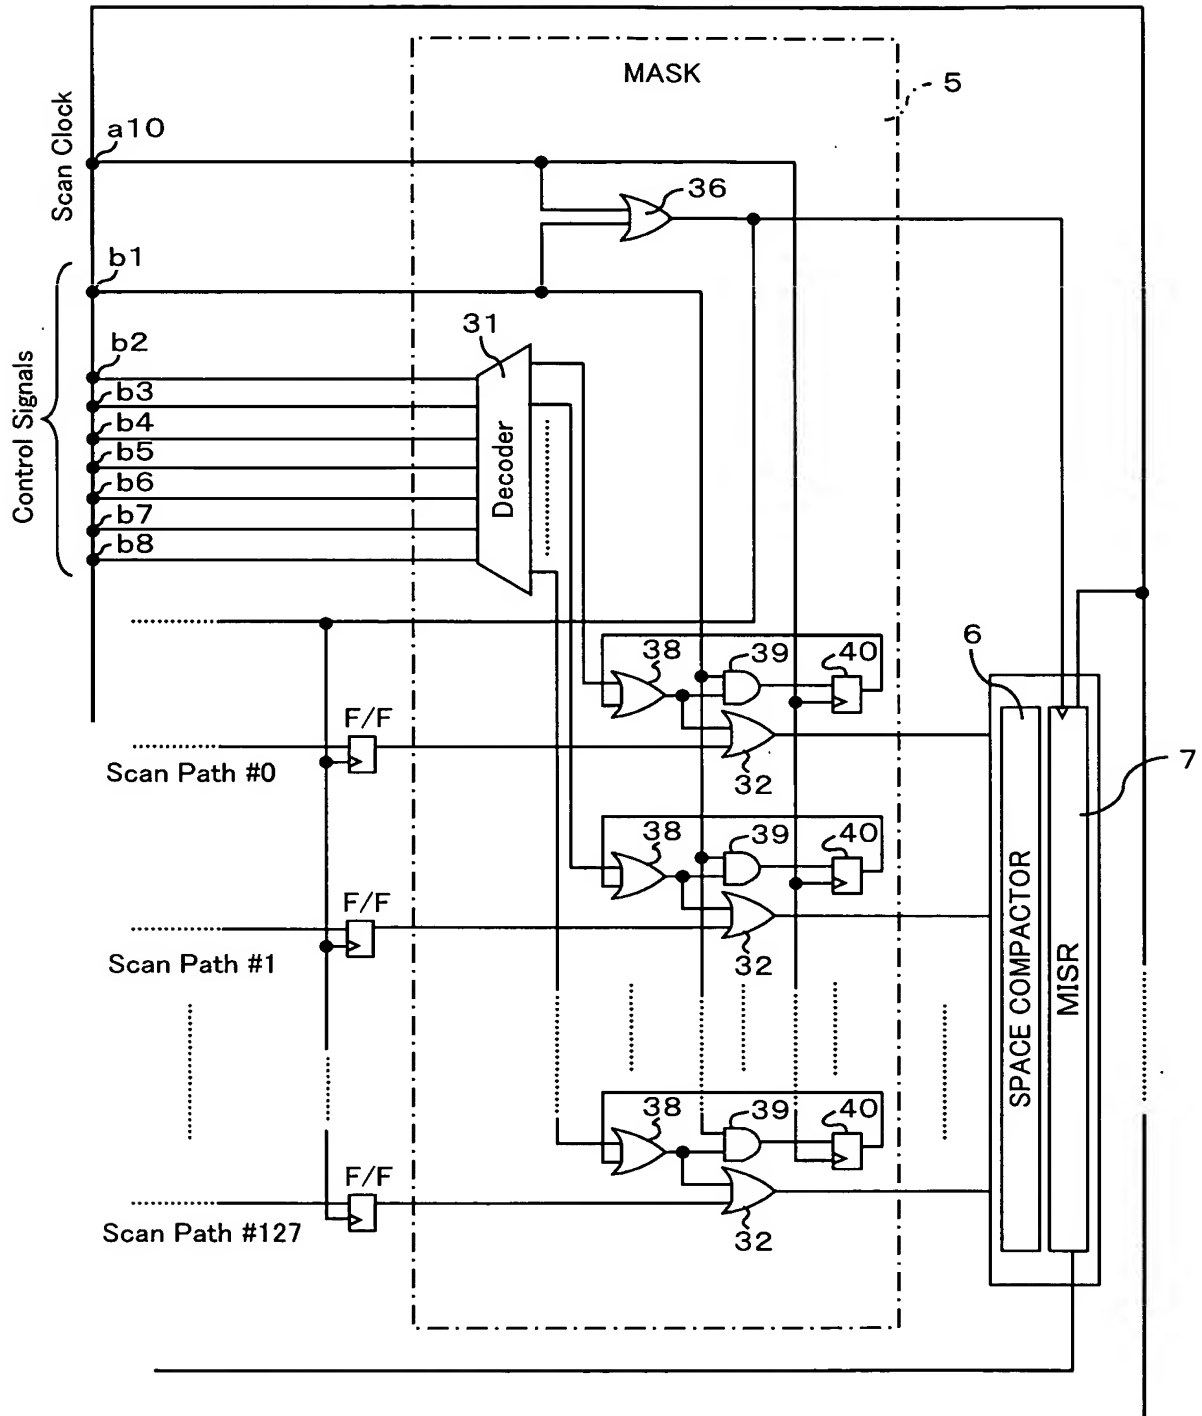 MASK
5
Scan Clock
a10
36
b1
Control Signals
31
b2
b3
b4
b5
b6
b7
b8
Decoder
6
38
39
40
F/F
Scan Path #0
32
7
38
39
40
F/F
Scan Path #1
32
SPACE COMPACTOR
MISR
38
39
40
F/F
Scan Path #127
32